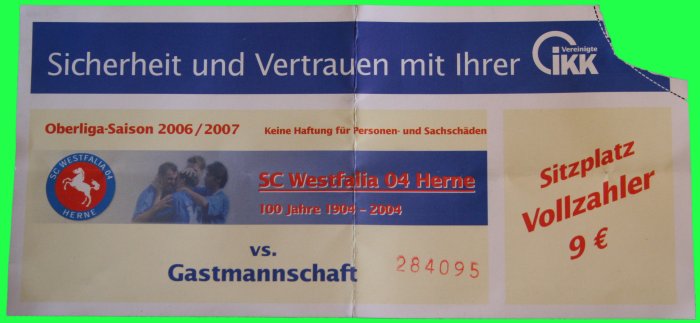 Sicherheit und Vertrauen mit Ihrer
Vereinigte
IKK
Oberliga-Saison 2006/2007
Keine Haftung für Personen- und Sachschäden
SC WESTFALIA 04
HERNE
SC Westfalia 04 Herne
100 Jahre 1904 - 2004
vs.
Gastmannschaft
284095
Sitzplatz
Vollzahler
9 €